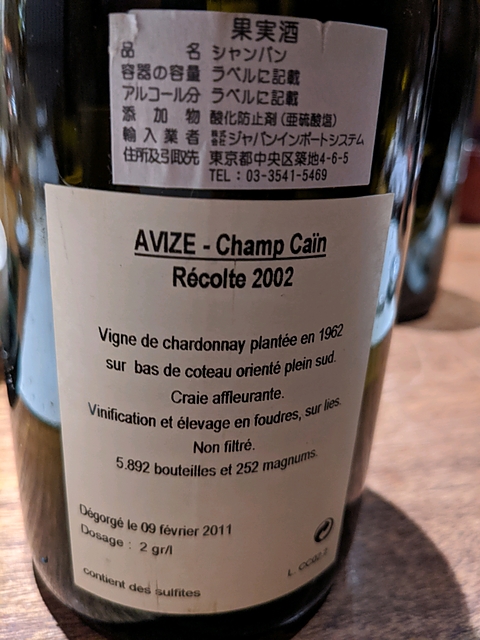 果実酒
品 名 シャンパン
容器の容量 ラベルに記載
アルコール分 ラベルに記載
添加物 酸化防止剤(亜硫酸塩)
輸入業者 株式会社ジャパンインポートシステム
住所及引取先 東京都中央区築地4-6-5
TEL：03-3541-5469
AVIZE - Champ Caïn
Récolte 2002
Vigne de chardonnay plantée en 1962
sur bas de coteau orienté plein sud.
Craie affleurante.
Vinification et élevage en foudres, sur lies.
Non filtré.
5.892 bouteilles et 252 magnums.
Dégorgé le 09 février 2011
Dosage : 2 gr/l
contient des sulfites